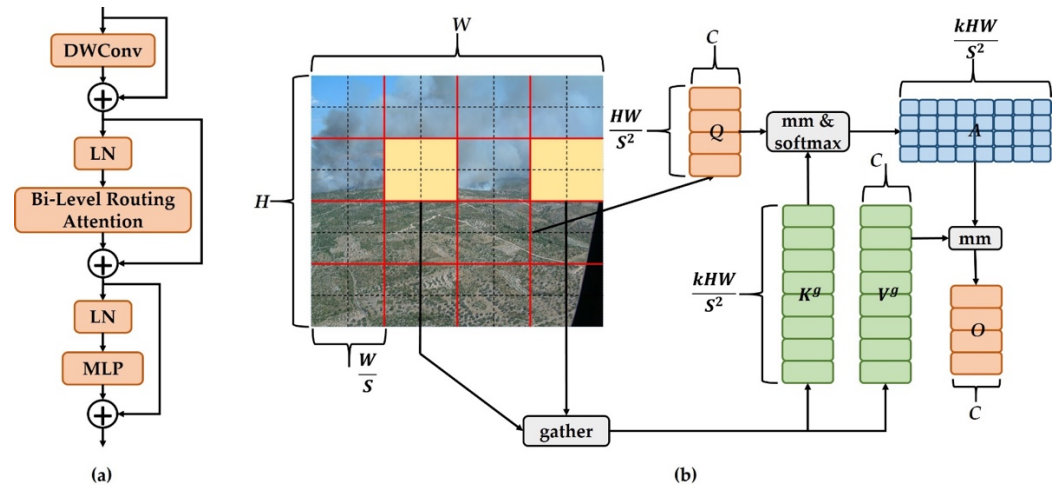 DWConv
+
LN
Bi-Level Routing
Attention
+
LN
MLP
+
(a)
W
H
W
S
HW
S²
C
Q
mm &
softmax
kHW
S²
A
C
kHW
S²
Kᵍ
Vᵍ
mm
O
C
gather
(b)